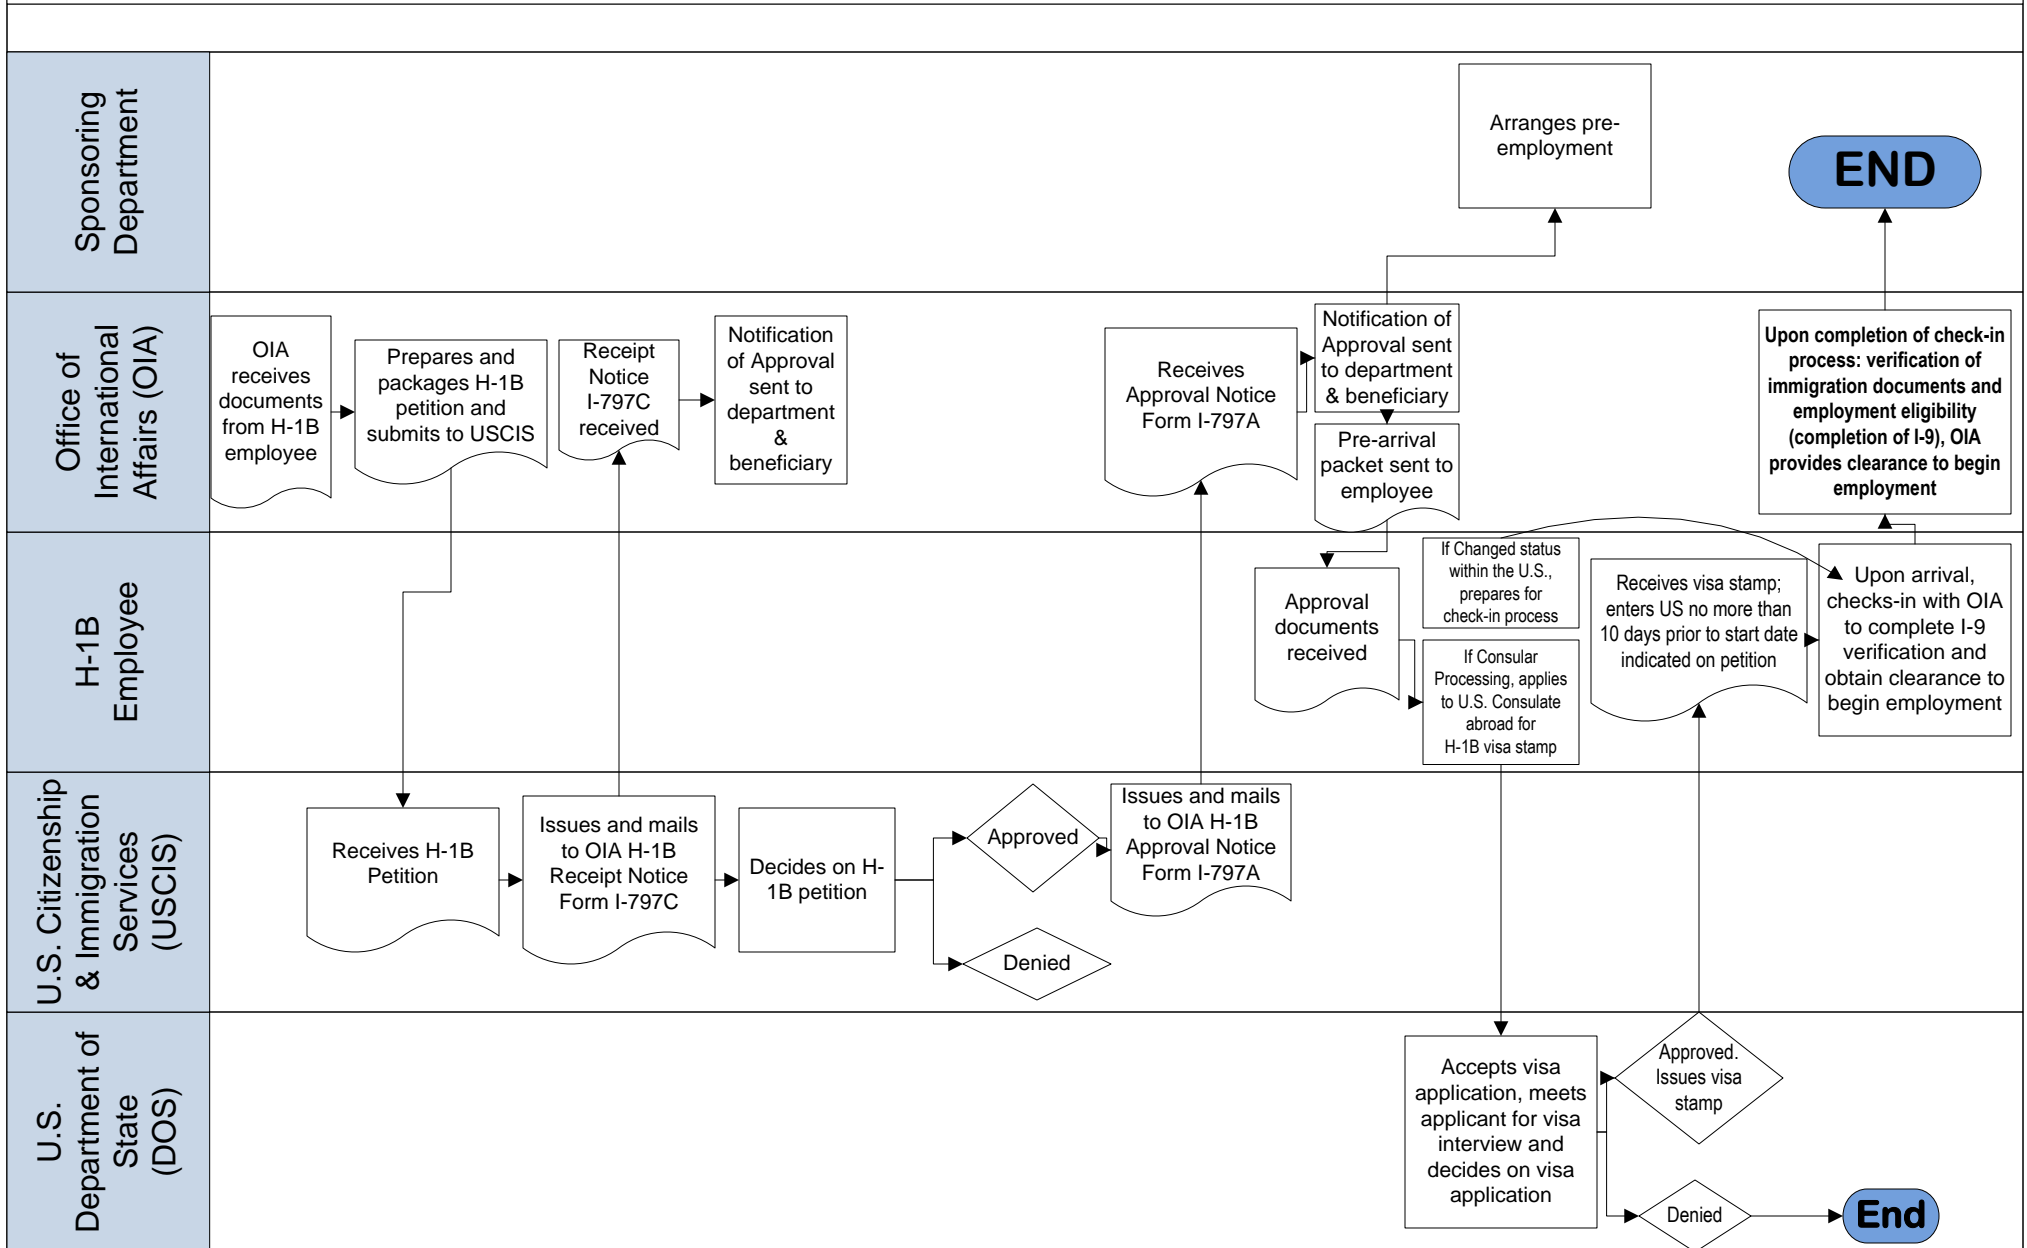 Sponsoring
Department
Arranges pre-
employment
END
Office of
International
Affairs (OIA)
OIA
receives
documents
from H-1B
employee
Prepares and
packages H-1B
petition and
submits to USCIS
Receipt
Notice
I-797C
received
Notification
of Approval
sent to
department
&
beneficiary
Receives
Approval Notice
Form I-797A
Notification of
Approval sent
to department
& beneficiary
Pre-arrival
packet sent to
employee
Upon completion of check-in
process: verification of
immigration documents and
employment eligibility
(completion of I-9), OIA
provides clearance to begin
employment
H-1B
Employee
Approval
documents
received
If Changed status
within the U.S.,
prepares for
check-in process
If Consular
Processing, applies
to U.S. Consulate
abroad for
H-1B visa stamp
Receives visa stamp;
enters US no more than
10 days prior to start date
indicated on petition
Upon arrival,
checks-in with OIA
to complete I-9
verification and
obtain clearance to
begin employment
U.S. Citizenship
& Immigration
Services
(USCIS)
Receives H-1B
Petition
Issues and mails
to OIA H-1B
Receipt Notice
Form I-797C
Decides on H-
1B petition
Approved
Denied
Issues and mails
to OIA H-1B
Approval Notice
Form I-797A
U.S.
Department of
State
(DOS)
Accepts visa
application, meets
applicant for visa
interview and
decides on visa
application
Approved.
Issues visa
stamp
Denied
End